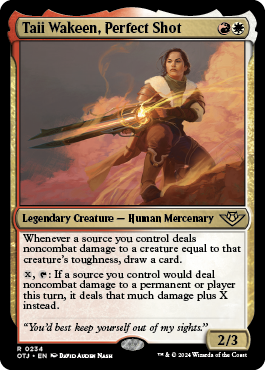 Taii Wakeen, Perfect Shot
Legendary Creature — Human Mercenary
Whenever a source you control deals
noncombat damage to a creature equal to that
creature's toughness, draw a card.
X, T: If a source you control would deal
noncombat damage to a permanent or player
this turn, it deals that much damage plus X
instead.
“You'd best keep yourself out of my sights.”
2/3
R 0234
OTJ • EN DAVID AUDEN NASH
™ & © 2024 Wizards of the Coast